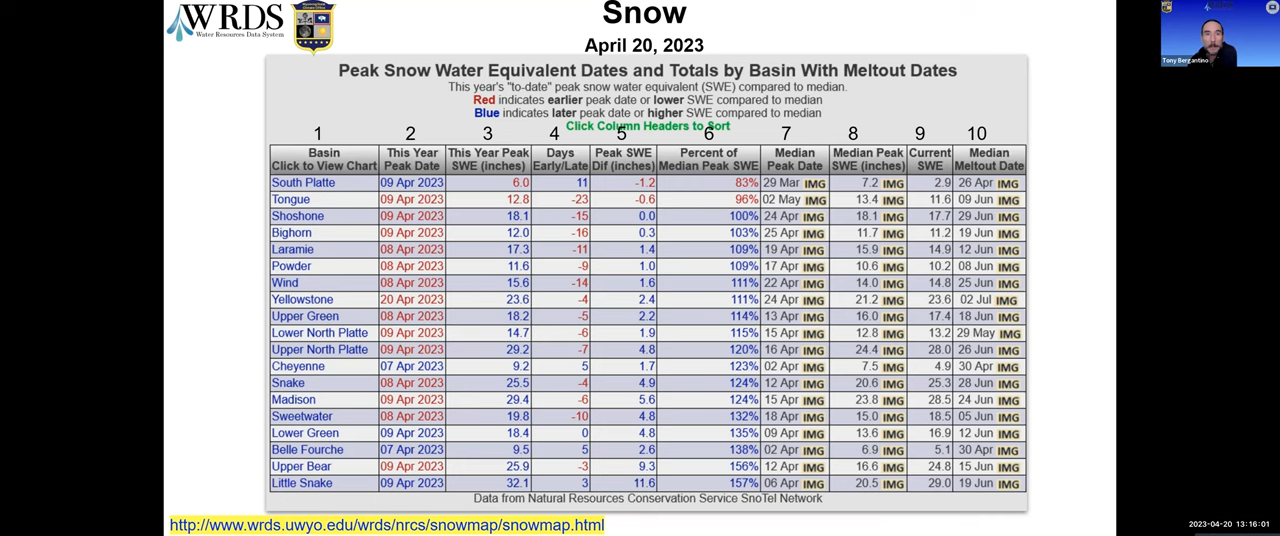 WRDS
Water Resources Data System
Snow
April 20, 2023
Tony Bergantino
Peak Snow Water Equivalent Dates and Totals by Basin With Meltout Dates
This year's "to-date" peak snow water equivalent (SWE) compared to median.
Red indicates earlier peak date or lower SWE compared to median
Blue indicates later peak date or higher SWE compared to median
Click Column Headers to Sort
1 2 3 4 5 6 7 8 9 10
Basin This Year This Year Peak Days Peak SWE Percent of Median Median Peak Current Median
Click to View Chart Peak Date SWE (inches) Early/Late Dif (inches) Median Peak SWE Peak Date SWE (inches) SWE Meltout Date
South Platte 09 Apr 2023 6.0 11 -1.2 83% 29 Mar IMG 7.2 IMG 2.9 26 Apr IMG
Tongue 09 Apr 2023 12.8 -23 -0.6 96% 02 May IMG 13.4 IMG 11.6 09 Jun IMG
Shoshone 09 Apr 2023 18.1 -15 0.0 100% 24 Apr IMG 18.1 IMG 17.7 29 Jun IMG
Bighorn 09 Apr 2023 12.0 -16 0.3 103% 25 Apr IMG 11.7 IMG 11.2 19 Jun IMG
Laramie 08 Apr 2023 17.3 -11 1.4 109% 19 Apr IMG 15.9 IMG 14.9 12 Jun IMG
Powder 08 Apr 2023 11.6 -9 1.0 109% 17 Apr IMG 10.6 IMG 10.2 08 Jun IMG
Wind 08 Apr 2023 15.6 -14 1.6 111% 22 Apr IMG 14.0 IMG 14.8 25 Jun IMG
Yellowstone 20 Apr 2023 23.6 -4 2.4 111% 24 Apr IMG 21.2 IMG 23.6 02 Jul IMG
Upper Green 08 Apr 2023 18.2 -5 2.2 114% 13 Apr IMG 16.0 IMG 17.4 18 Jun IMG
Lower North Platte 09 Apr 2023 14.7 -6 1.9 115% 15 Apr IMG 12.8 IMG 13.2 29 May IMG
Upper North Platte 09 Apr 2023 29.2 -7 4.8 120% 16 Apr IMG 24.4 IMG 28.0 26 Jun IMG
Cheyenne 07 Apr 2023 9.2 5 1.7 123% 02 Apr IMG 7.5 IMG 4.9 30 Apr IMG
Snake 08 Apr 2023 25.5 -4 4.9 124% 12 Apr IMG 20.6 IMG 25.3 28 Jun IMG
Madison 09 Apr 2023 29.4 -6 5.6 124% 15 Apr IMG 23.8 IMG 28.5 24 Jun IMG
Sweetwater 08 Apr 2023 19.8 -10 4.8 132% 18 Apr IMG 15.0 IMG 18.5 05 Jun IMG
Lower Green 09 Apr 2023 18.4 0 4.8 135% 09 Apr IMG 13.6 IMG 16.9 12 Jun IMG
Belle Fourche 07 Apr 2023 9.5 5 2.6 138% 02 Apr IMG 6.9 IMG 5.1 30 Apr IMG
Upper Bear 09 Apr 2023 25.9 -3 9.3 156% 12 Apr IMG 16.6 IMG 24.8 15 Jun IMG
Little Snake 09 Apr 2023 32.1 3 11.6 157% 06 Apr IMG 20.5 IMG 29.0 19 Jun IMG
Data from Natural Resources Conservation Service SnoTel Network
http://www.wrds.uwyo.edu/wrds/nrcs/snowmap/snowmap.html
2023-04-20 13:16:01